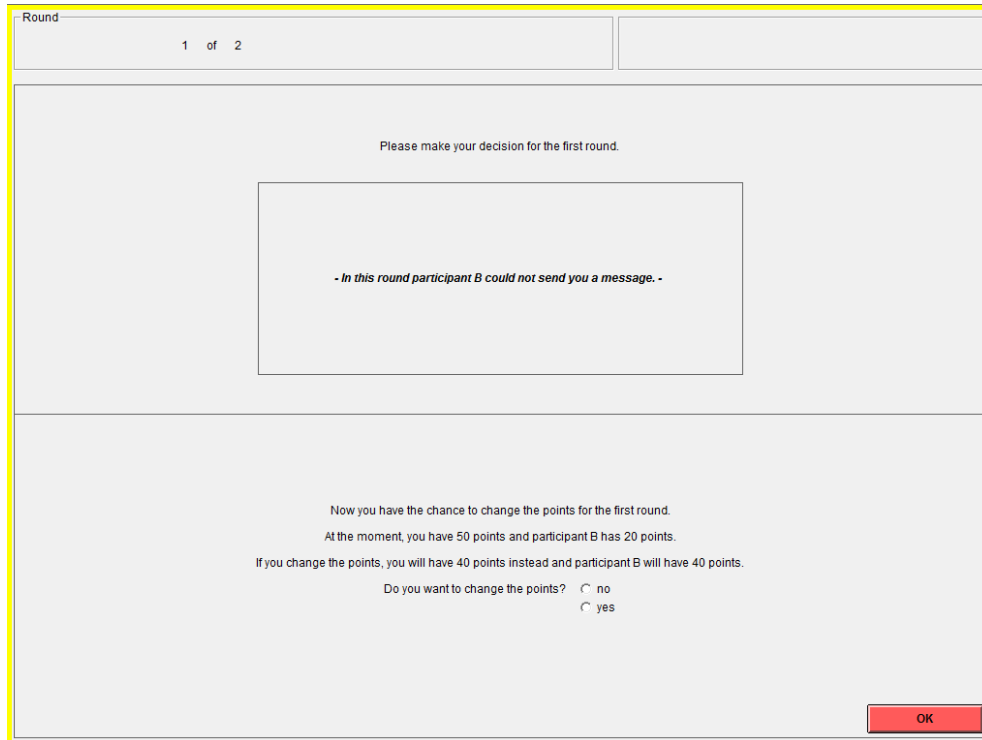 Round
1 of 2
Please make your decision for the first round.
- In this round participant B could not send you a message. -
Now you have the chance to change the points for the first round.
At the moment, you have 50 points and participant B has 20 points.
If you change the points, you will have 40 points instead and participant B will have 40 points.
Do you want to change the points? no
yes
OK